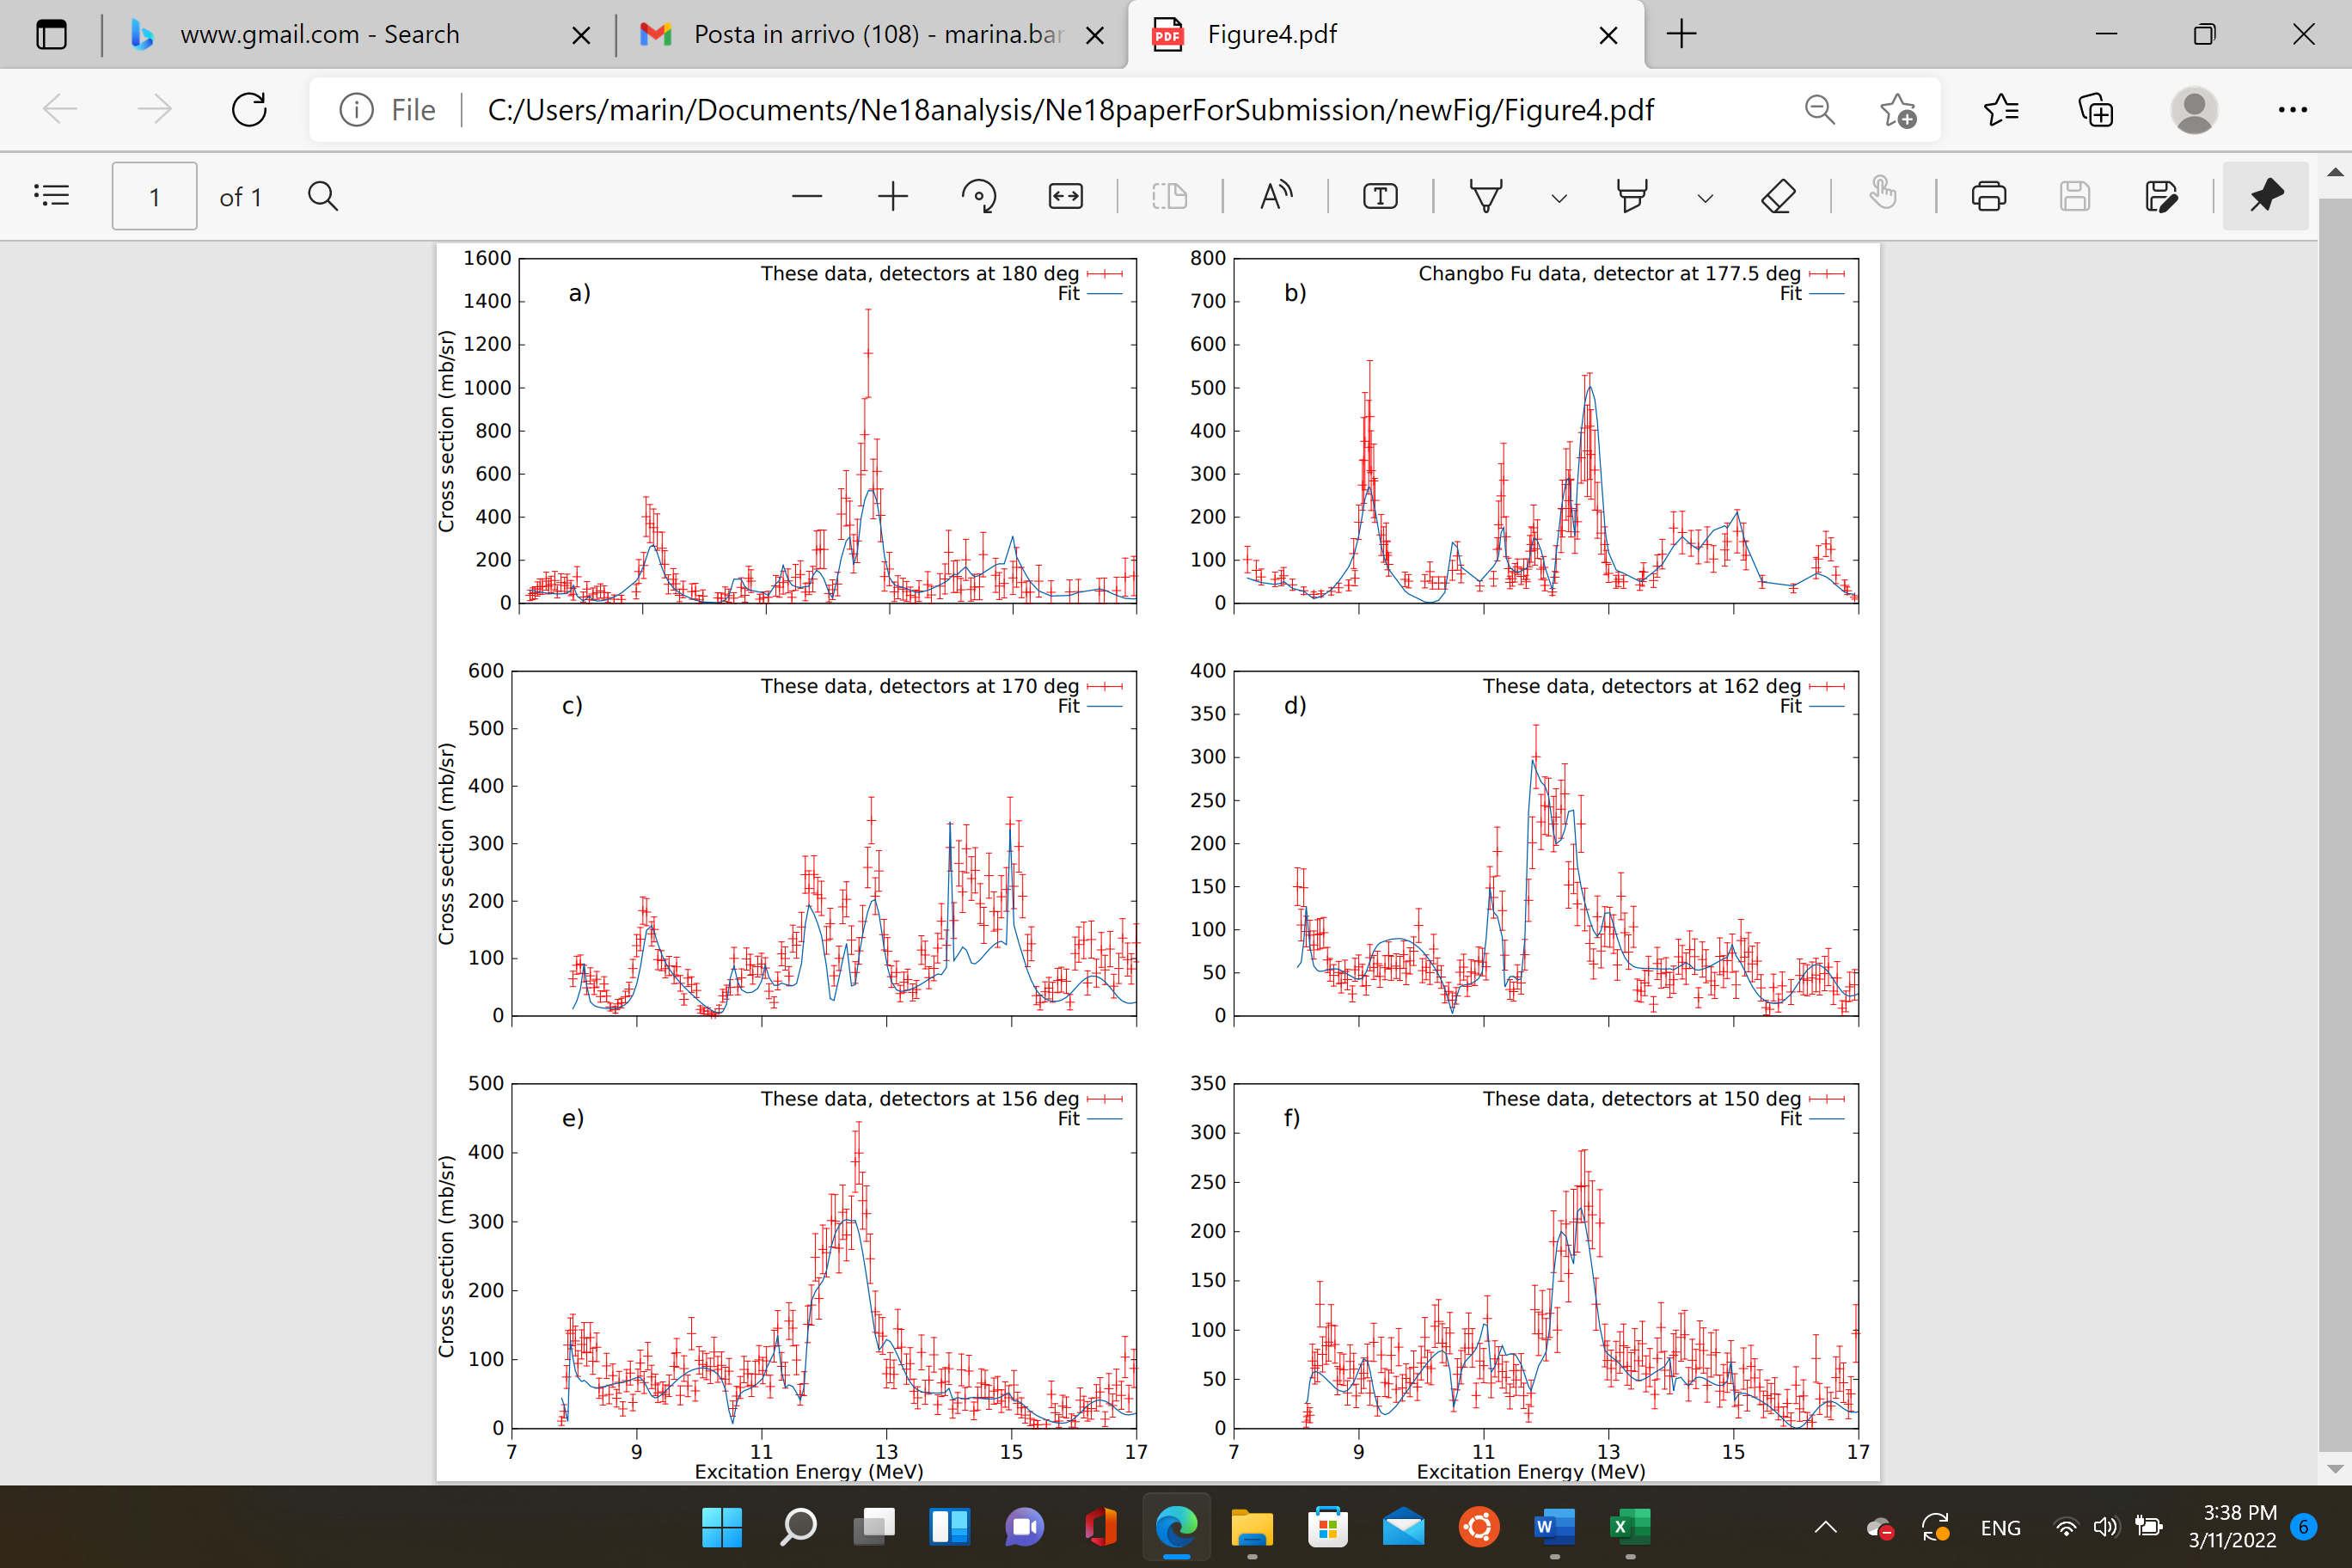 www.gmail.com - Search
Posta in arrivo (108) - marina.bar
PDF
Figure4.pdf
File
C:/Users/marin/Documents/Ne18analysis/Ne18paperForSubmission/newFig/Figure4.pdf
1
of 1
1600
1400
1200
1000
800
600
400
200
0
Cross section (mb/sr)
a)
These data, detectors at 180 deg
Fit
800
700
600
500
400
300
200
100
0
b)
Changbo Fu data, detector at 177.5 deg
Fit
600
500
400
300
200
100
0
Cross section (mb/sr)
c)
These data, detectors at 170 deg
Fit
400
350
300
250
200
150
100
50
0
d)
These data, detectors at 162 deg
Fit
500
400
300
200
100
0
Cross section (mb/sr)
e)
These data, detectors at 156 deg
Fit
7 9 11 13 15 17
Excitation Energy (MeV)
350
300
250
200
150
100
50
0
f)
These data, detectors at 150 deg
Fit
7 9 11 13 15 17
Excitation Energy (MeV)
W
X
ENG
3:38 PM
3/11/2022
6